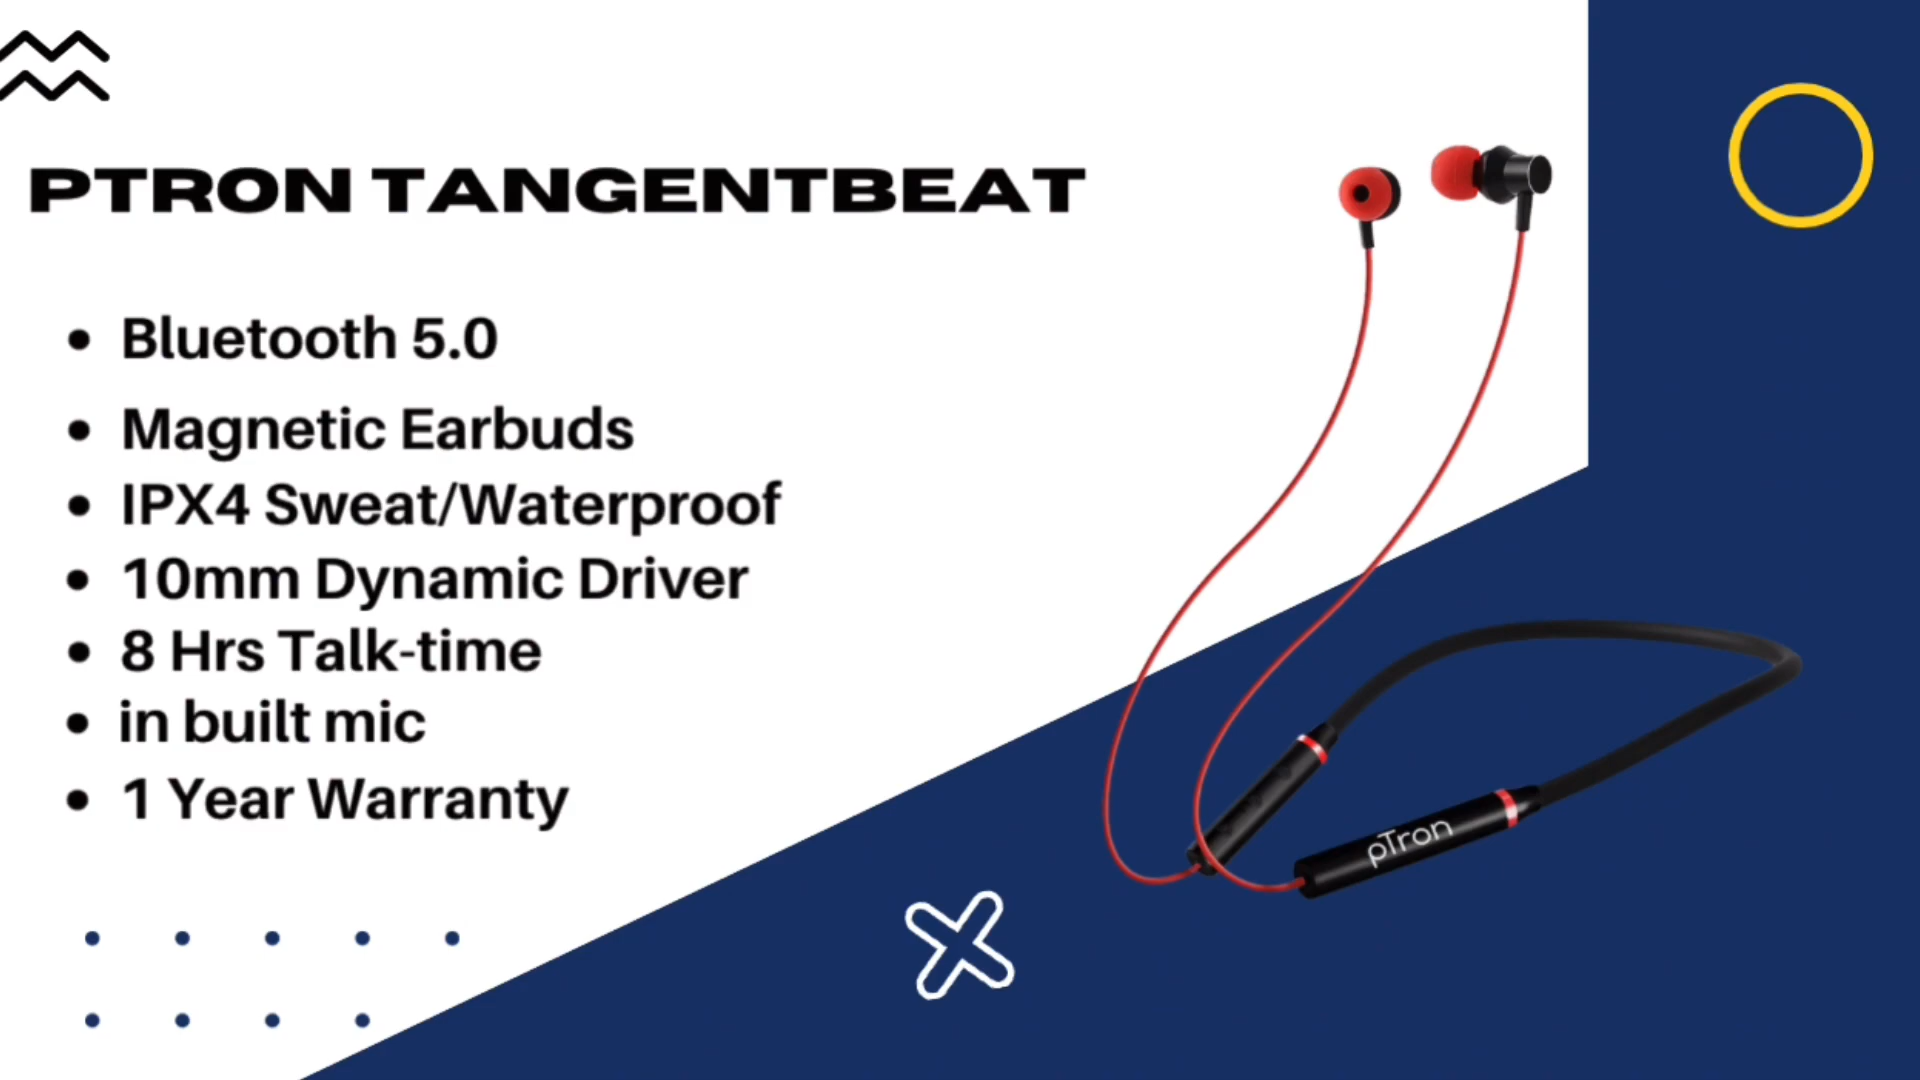 PTRON TANGENTBEAT
Bluetooth 5.0
Magnetic Earbuds
IPX4 Sweat/Waterproof
10mm Dynamic Driver
8 Hrs Talk-time
in built mic
1 Year Warranty
pTron